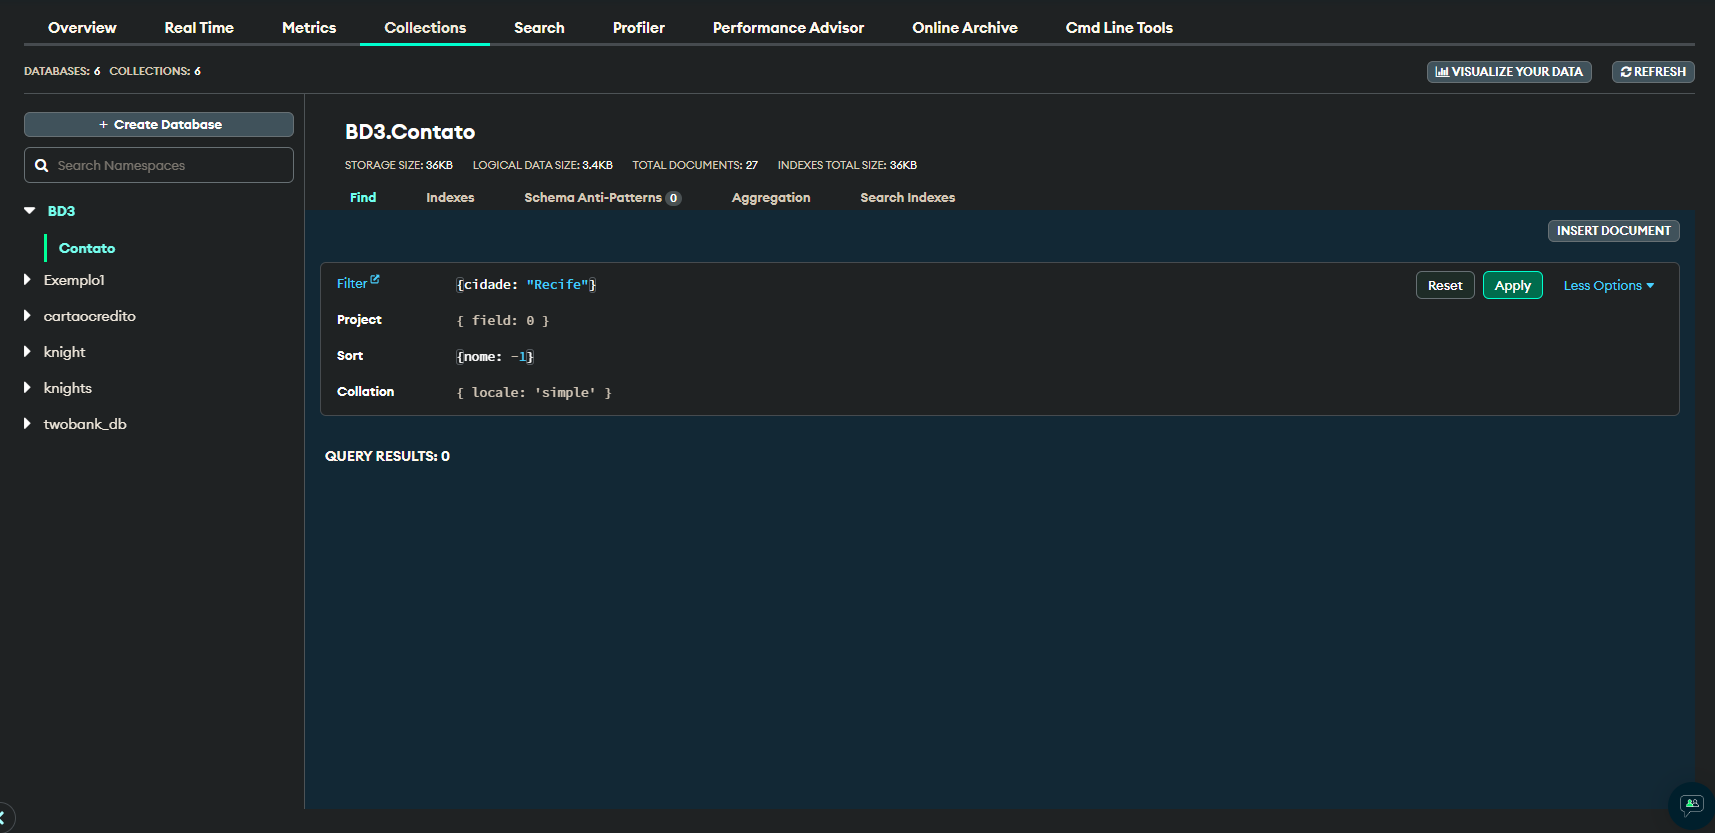 Overview Real Time Metrics Collections Search Profiler Performance Advisor Online Archive Cmd Line Tools
DATABASES: 6 COLLECTIONS: 6
VISUALIZE YOUR DATA
REFRESH
+ Create Database
Search Namespaces
BD3
Contato
Exemplo1
cartaocredito
knight
knights
twobank_db
BD3.Contato
STORAGE SIZE: 36KB LOGICAL DATA SIZE: 3.4KB TOTAL DOCUMENTS: 27 INDEXES TOTAL SIZE: 36KB
Find Indexes Schema Anti-Patterns 0 Aggregation Search Indexes
INSERT DOCUMENT
Filter {cidade: "Recife"} Reset Apply Less Options
Project { field: 0 }
Sort {nome: -1}
Collation { locale: 'simple' }
QUERY RESULTS: 0